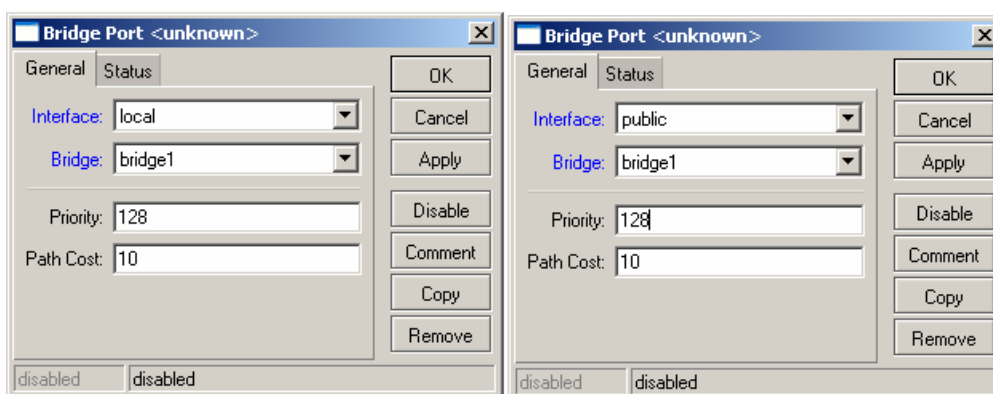 Bridge Port <unknown>
General Status
OK
Interface: local
Cancel
Bridge: bridge1
Apply
Priority: 128
Disable
Path Cost: 10
Comment
Copy
Remove
disabled disabled
Bridge Port <unknown>
General Status
OK
Interface: public
Cancel
Bridge: bridge1
Apply
Priority: 128
Disable
Path Cost: 10
Comment
Copy
Remove
disabled disabled